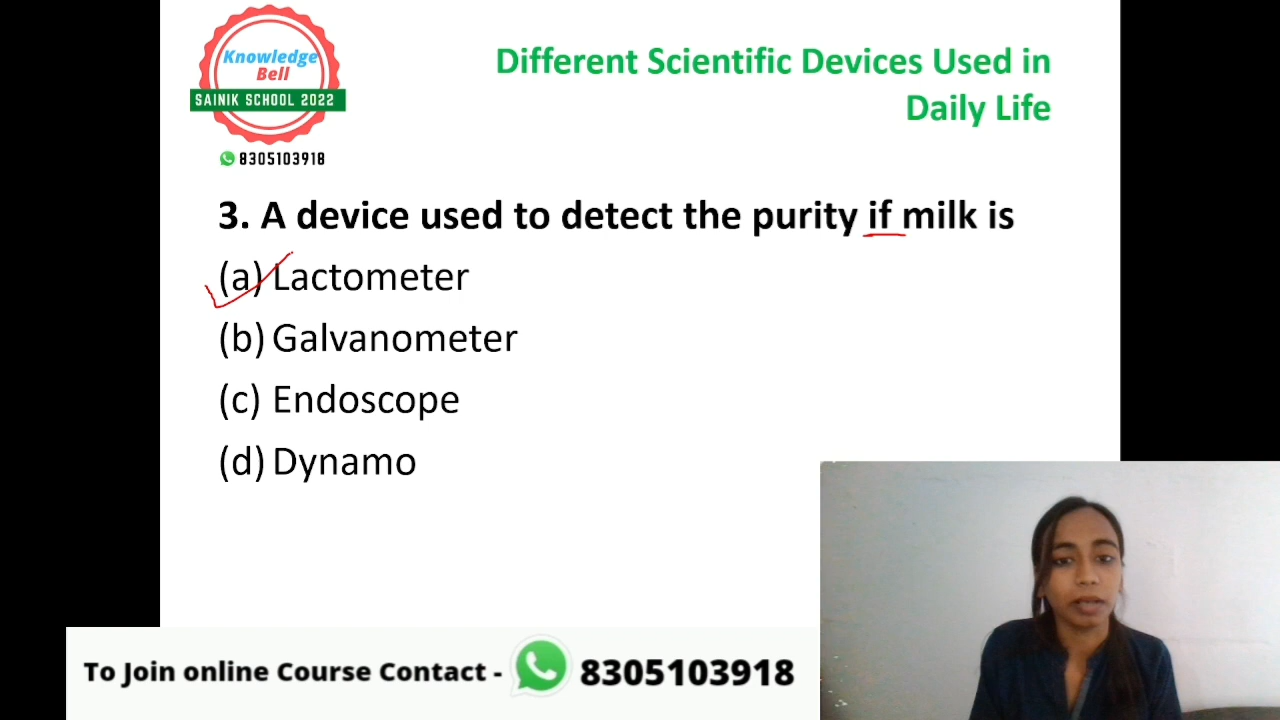 Knowledge
Bell
SAINIK SCHOOL 2022
8305103918
Different Scientific Devices Used in
Daily Life
3. A device used to detect the purity if milk is
(a) Lactometer
(b) Galvanometer
(c) Endoscope
(d) Dynamo
To Join online Course Contact - 8305103918